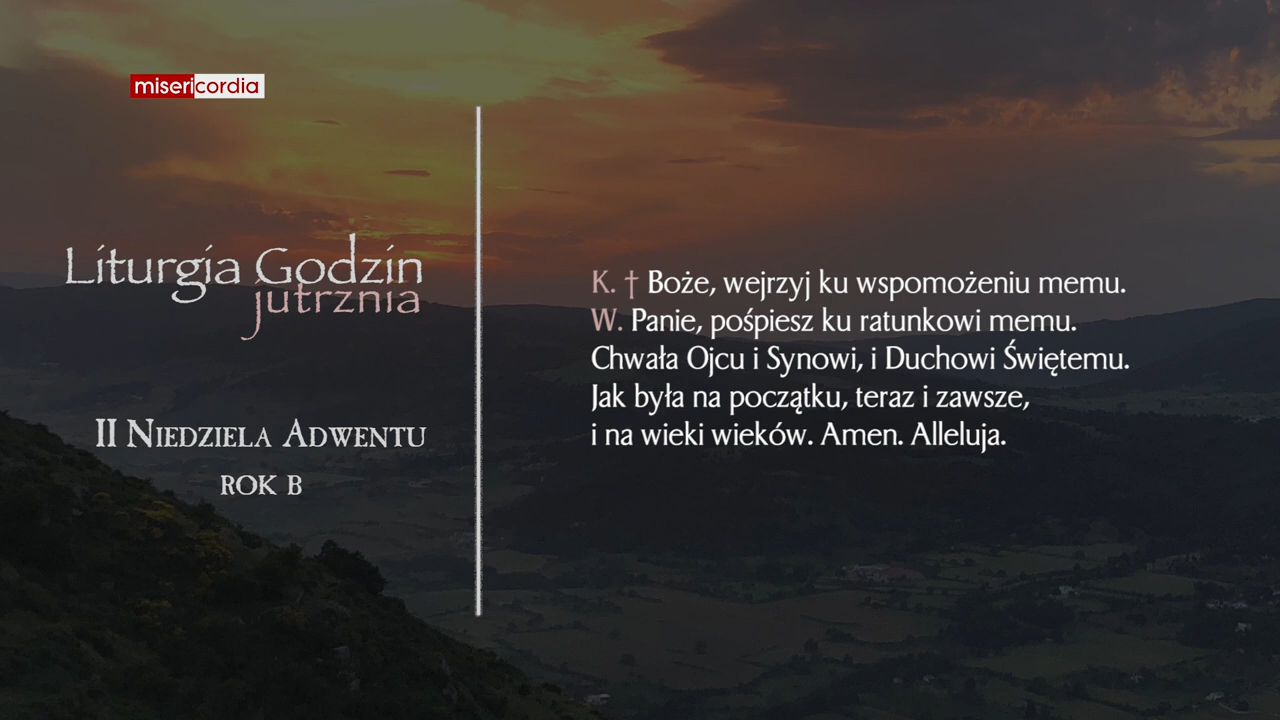 misericordia
Liturgia Godzin
jutrznia
II Niedziela Adwentu
rok B
K. † Boże, wejrzyj ku wspomożeniu memu.
W. Panie, pośpiesz ku ratunkowi memu.
Chwała Ojcu i Synowi, i Duchowi Świętemu.
Jak była na początku, teraz i zawsze,
i na wieki wieków. Amen. Alleluja.